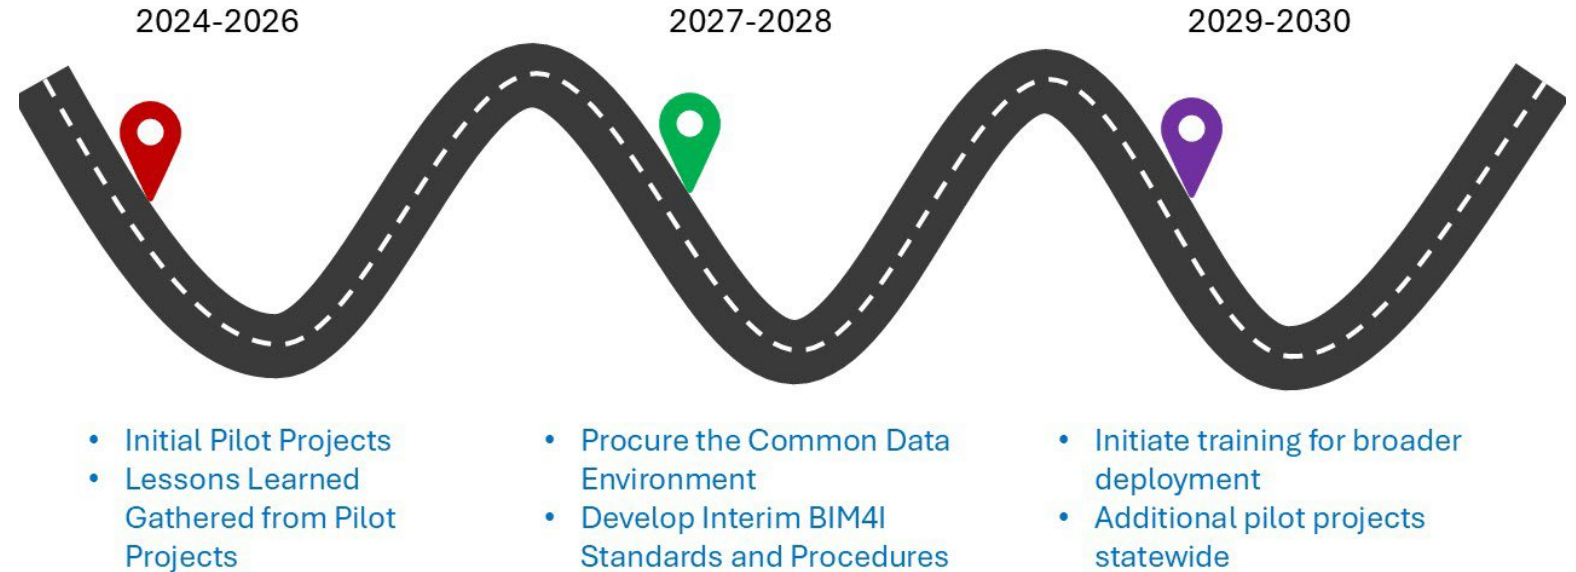 2024-2026
2027-2028
2029-2030
• Initial Pilot Projects
• Lessons Learned
Gathered from Pilot
Projects
• Procure the Common Data
Environment
• Develop Interim BIM4I
Standards and Procedures
• Initiate training for broader
deployment
• Additional pilot projects
statewide